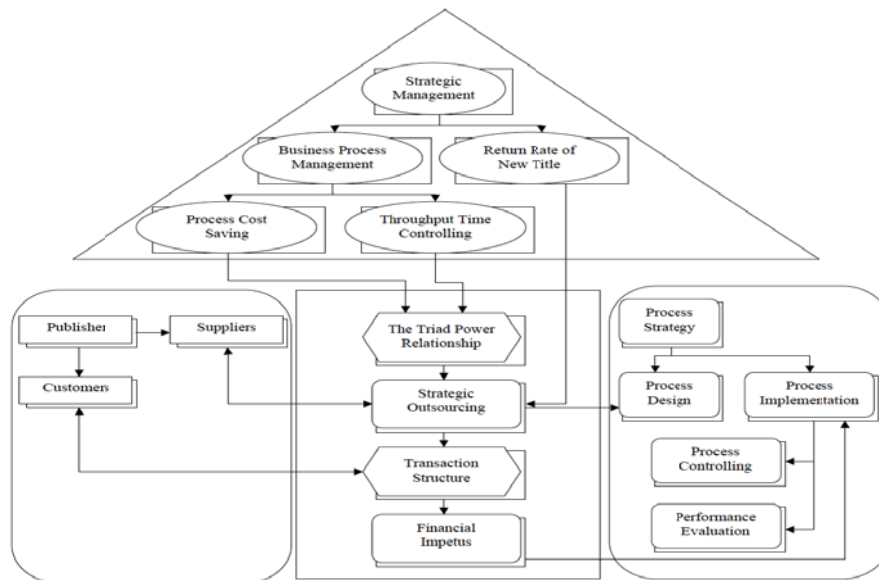 Strategic
Management
Business Process
Management
Return Rate of
New Title
Process Cost
Saving
Throughput Time
Controlling
Publisher
Suppliers
Customers
The Triad Power
Relationship
Strategic
Outsourcing
Transaction
Structure
Financial
Impetus
Process
Strategy
Process
Design
Process
Implementation
Process
Controlling
Performance
Evaluation